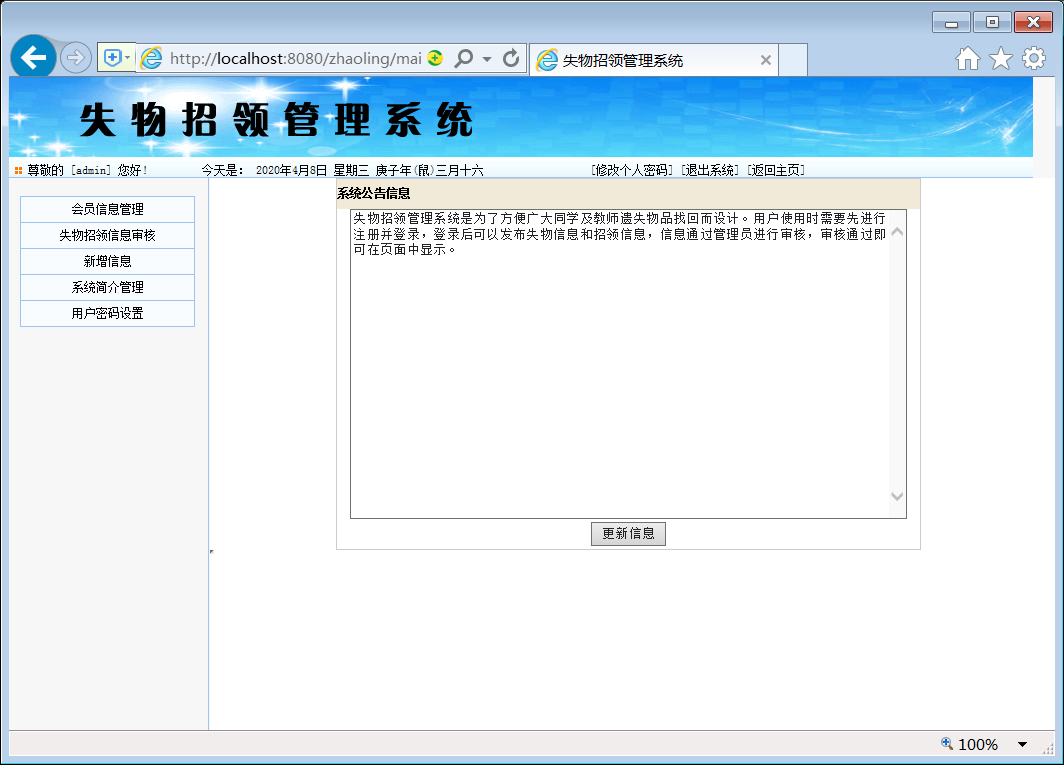 http://localhost:8080/zhaoling/mai
失物招领管理系统
失物招领管理系统
尊敬的 [admin] 您好! 今天是: 2020年4月8日 星期三 庚子年(鼠)三月十六 [修改个人密码] [退出系统] [返回主页]
会员信息管理
失物招领信息审核
新增信息
系统简介管理
用户密码设置
系统公告信息
失物招领管理系统是为了方便广大同学及教师遗失物品找回而设计。用户使用时需要先进行
注册并登录，登录后可以发布失物信息和招领信息，信息通过管理员进行审核，审核通过即
可在页面中显示。
更新信息
100%